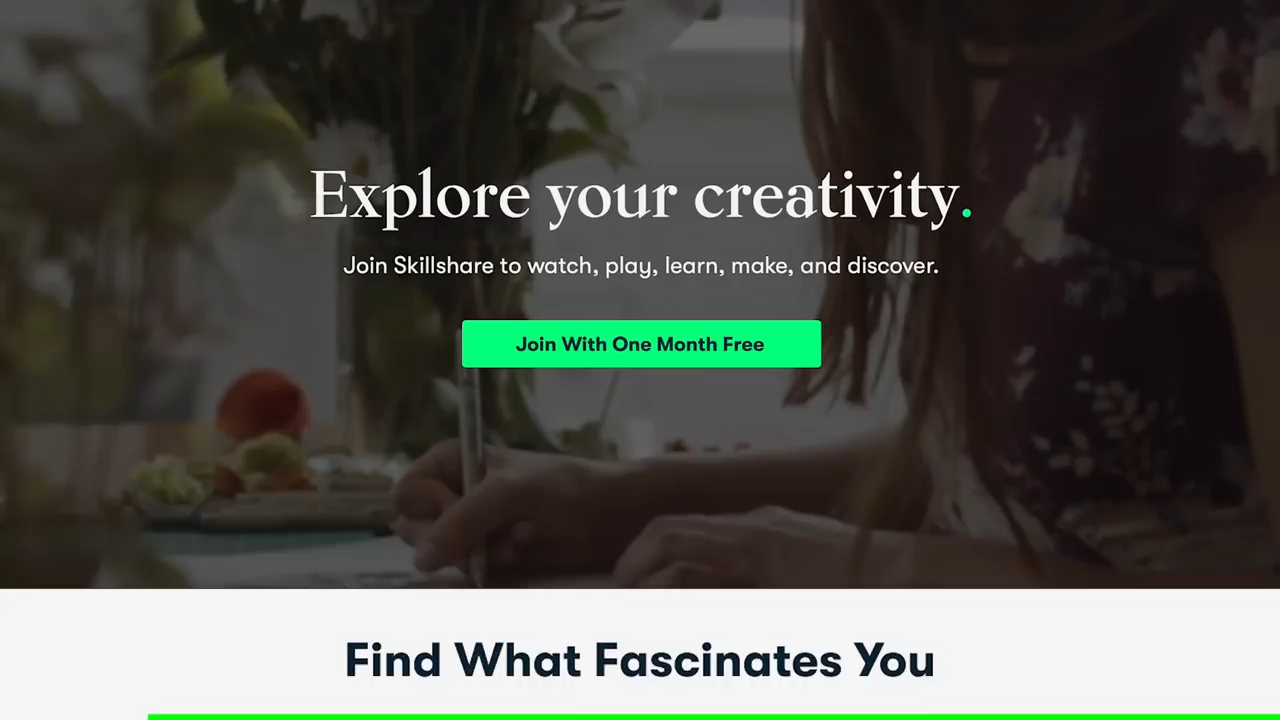 Explore your creativity.
Join Skillshare to watch, play, learn, make, and discover.
Join With One Month Free
Find What Fascinates You